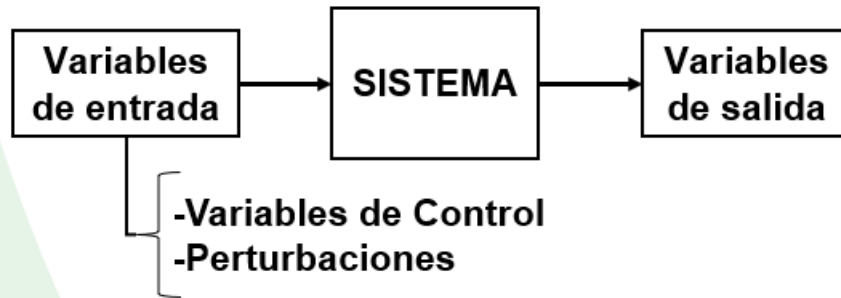 Variables
de entrada
SISTEMA
Variables
de salida
-Variables de Control
-Perturbaciones